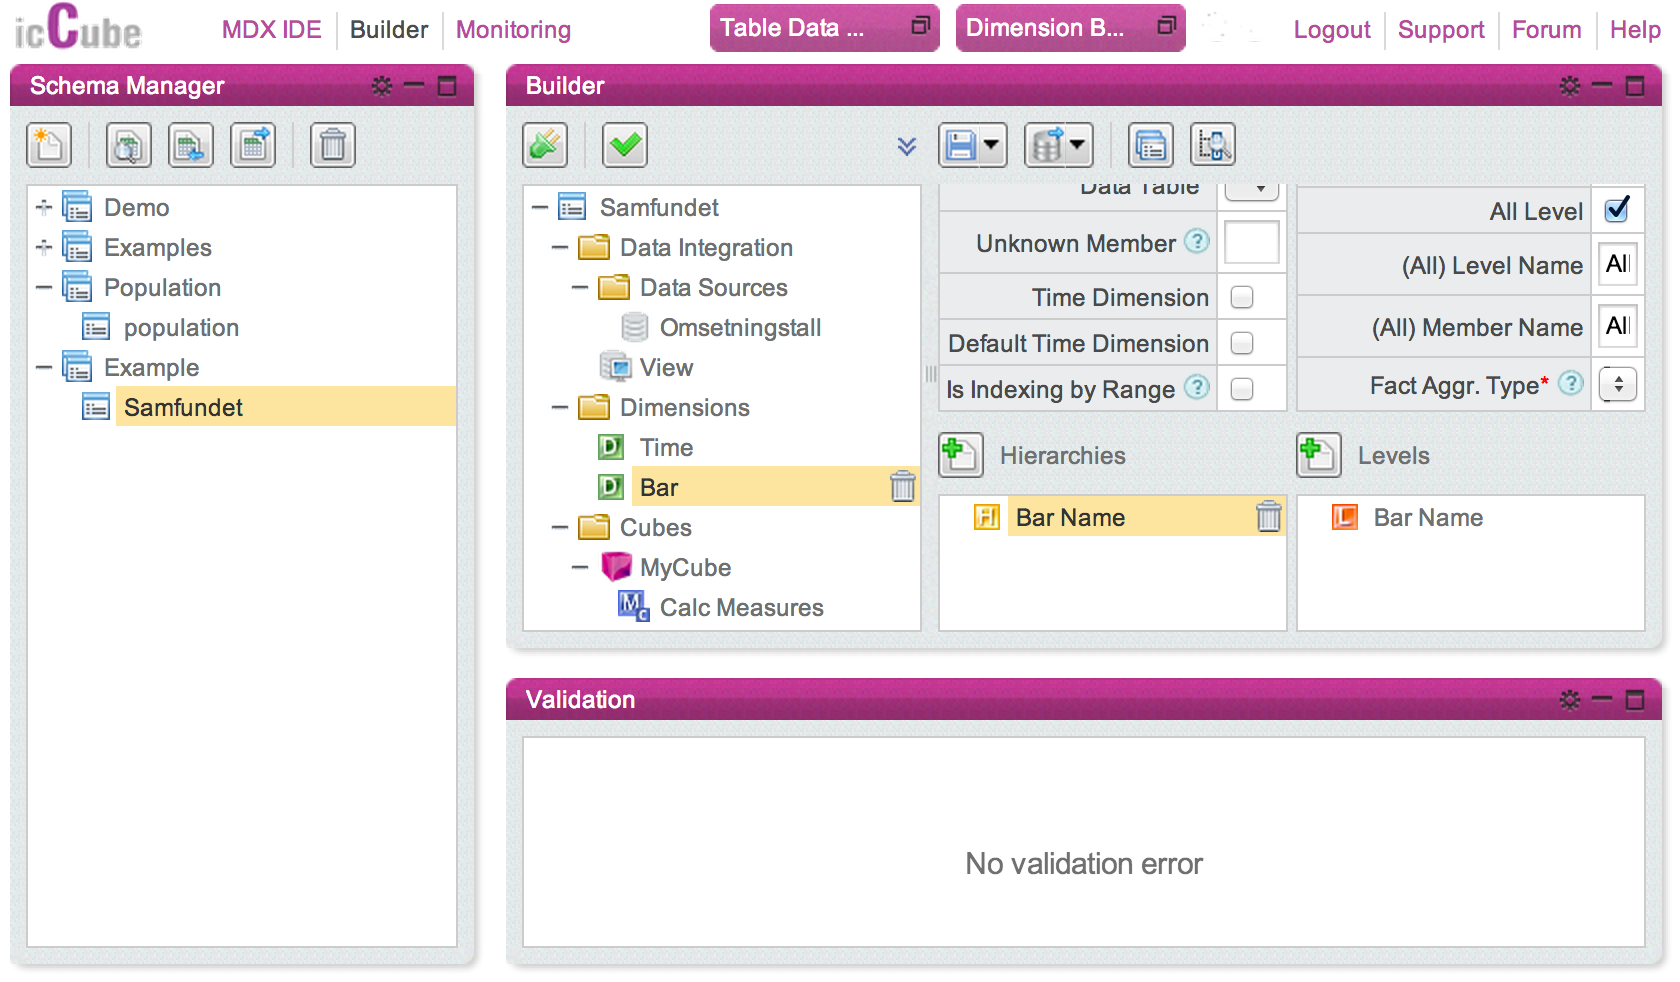 icCube
MDX IDE
Builder
Monitoring
Table Data ...
Dimension B...
Logout
Support
Forum
Help
Schema Manager
Demo
Examples
Population
population
Example
Samfundet
Builder
Samfundet
Data Integration
Data Sources
Omsetningstall
View
Dimensions
Time
Bar
Cubes
MyCube
Calc Measures
Data Table
Unknown Member ?
Time Dimension
Default Time Dimension
Is Indexing by Range ?
All Level
(All) Level Name All
(All) Member Name All
Fact Aggr. Type* ?
Hierarchies
Bar Name
Levels
Bar Name
Validation
No validation error